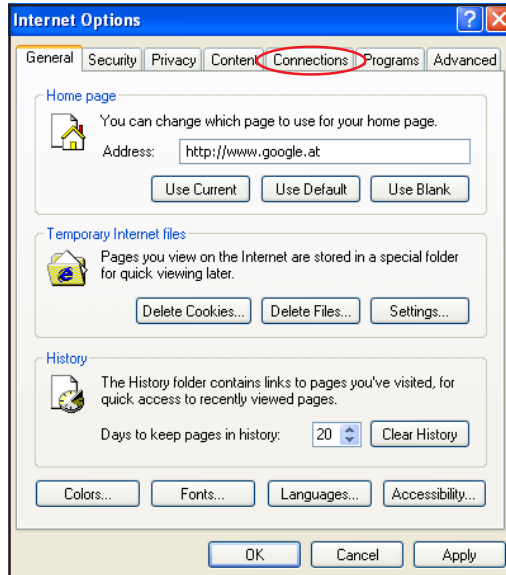 Internet Options
General Security Privacy Content Connections Programs Advanced
Home page
You can change which page to use for your home page.
Address: http://www.google.at
Use Current Use Default Use Blank
Temporary Internet files
Pages you view on the Internet are stored in a special folder
for quick viewing later.
Delete Cookies... Delete Files... Settings...
History
The History folder contains links to pages you've visited, for
quick access to recently viewed pages.
Days to keep pages in history: 20 Clear History
Colors... Fonts... Languages... Accessibility...
OK Cancel Apply